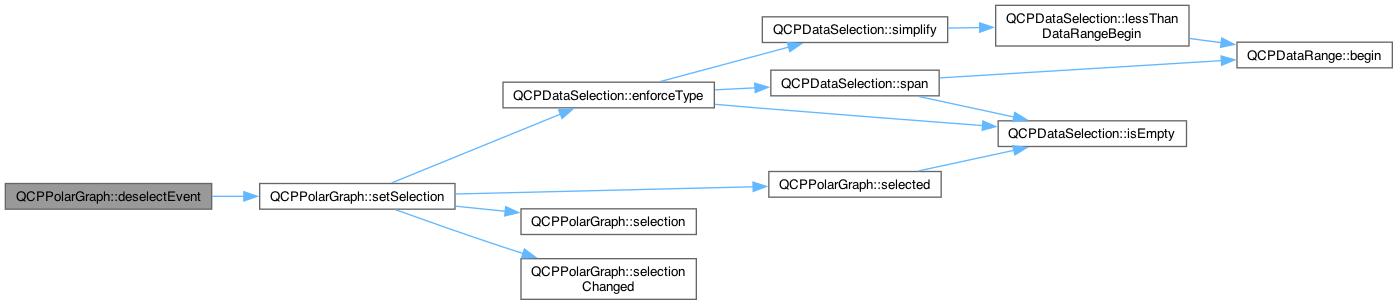 QCPPolarGraph::deselectEvent
QCPPolarGraph::setSelection
QCPDataSelection::enforceType
QCPDataSelection::simplify
QCPDataSelection::lessThan
DataRangeBegin
QCPDataRange::begin
QCPDataSelection::span
QCPDataSelection::isEmpty
QCPPolarGraph::selected
QCPPolarGraph::selection
QCPPolarGraph::selection
Changed